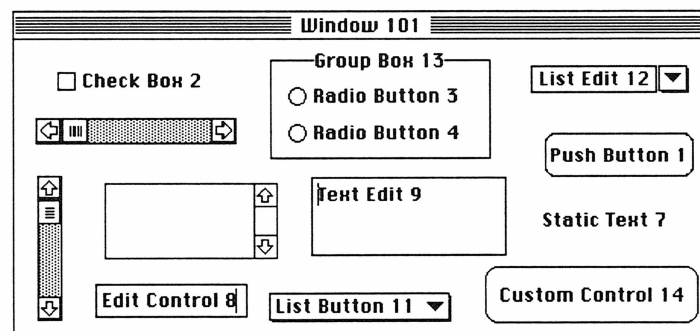 Window 101
Check Box 2
Group Box 13
Radio Button 3
Radio Button 4
List Edit 12
Push Button 1
Text Edit 9
Static Text 7
Edit Control 8
List Button 11
Custom Control 14